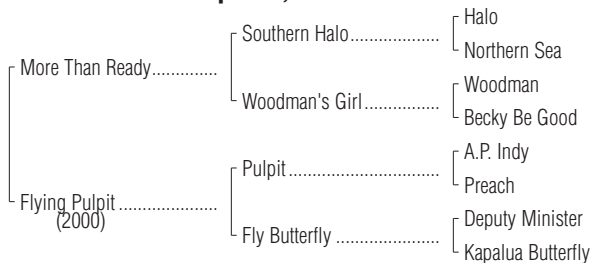 Southern Halo
Halo
Northern Sea
More Than Ready
Woodman's Girl
Woodman
Becky Be Good
Flying Pulpit
(2000)
Pulpit
A.P. Indy
Preach
Fly Butterfly
Deputy Minister
Kapalua Butterfly